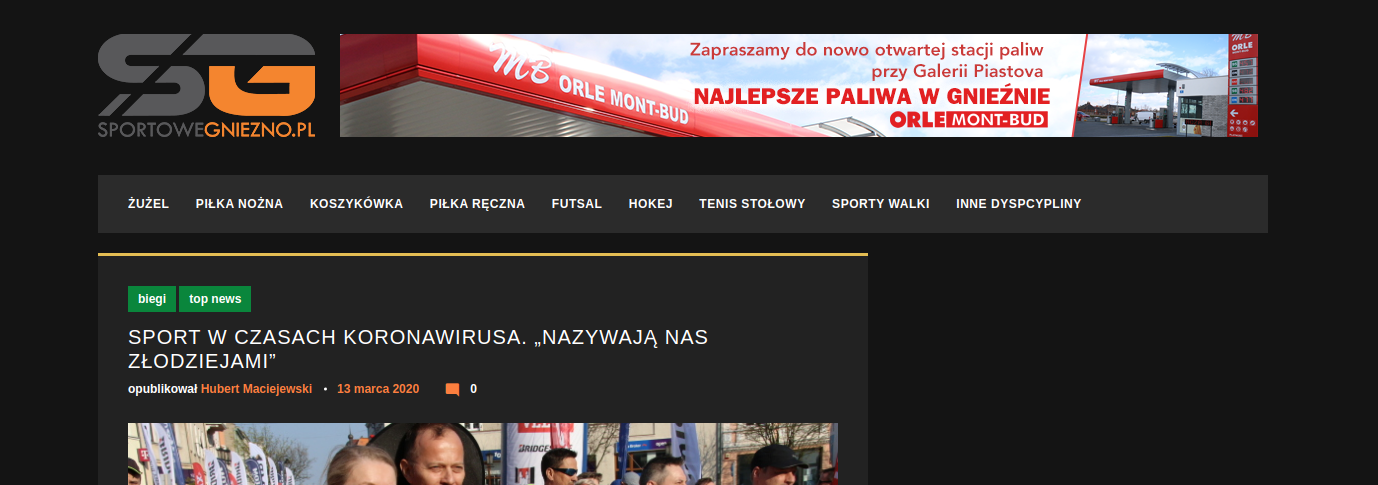 SPORTOWEGNIEZNO.PL
MB ORLE MONT-BUD
Zapraszamy do nowo otwartej stacji paliw
przy Galerii Piastova
NAJLEPSZE PALIWA W GNIEŹNIE
ORLE MONT-BUD
ŻUŻEL PIŁKA NOŻNA KOSZYKÓWKA PIŁKA RĘCZNA FUTSAL HOKEJ TENIS STOŁOWY SPORTY WALKI INNE DYSPCYPLINY
biegi top news
SPORT W CZASACH KORONAWIRUSA. „NAZYWAJĄ NAS
ZŁODZIEJAMI”
opublikował Hubert Maciejewski • 13 marca 2020 0